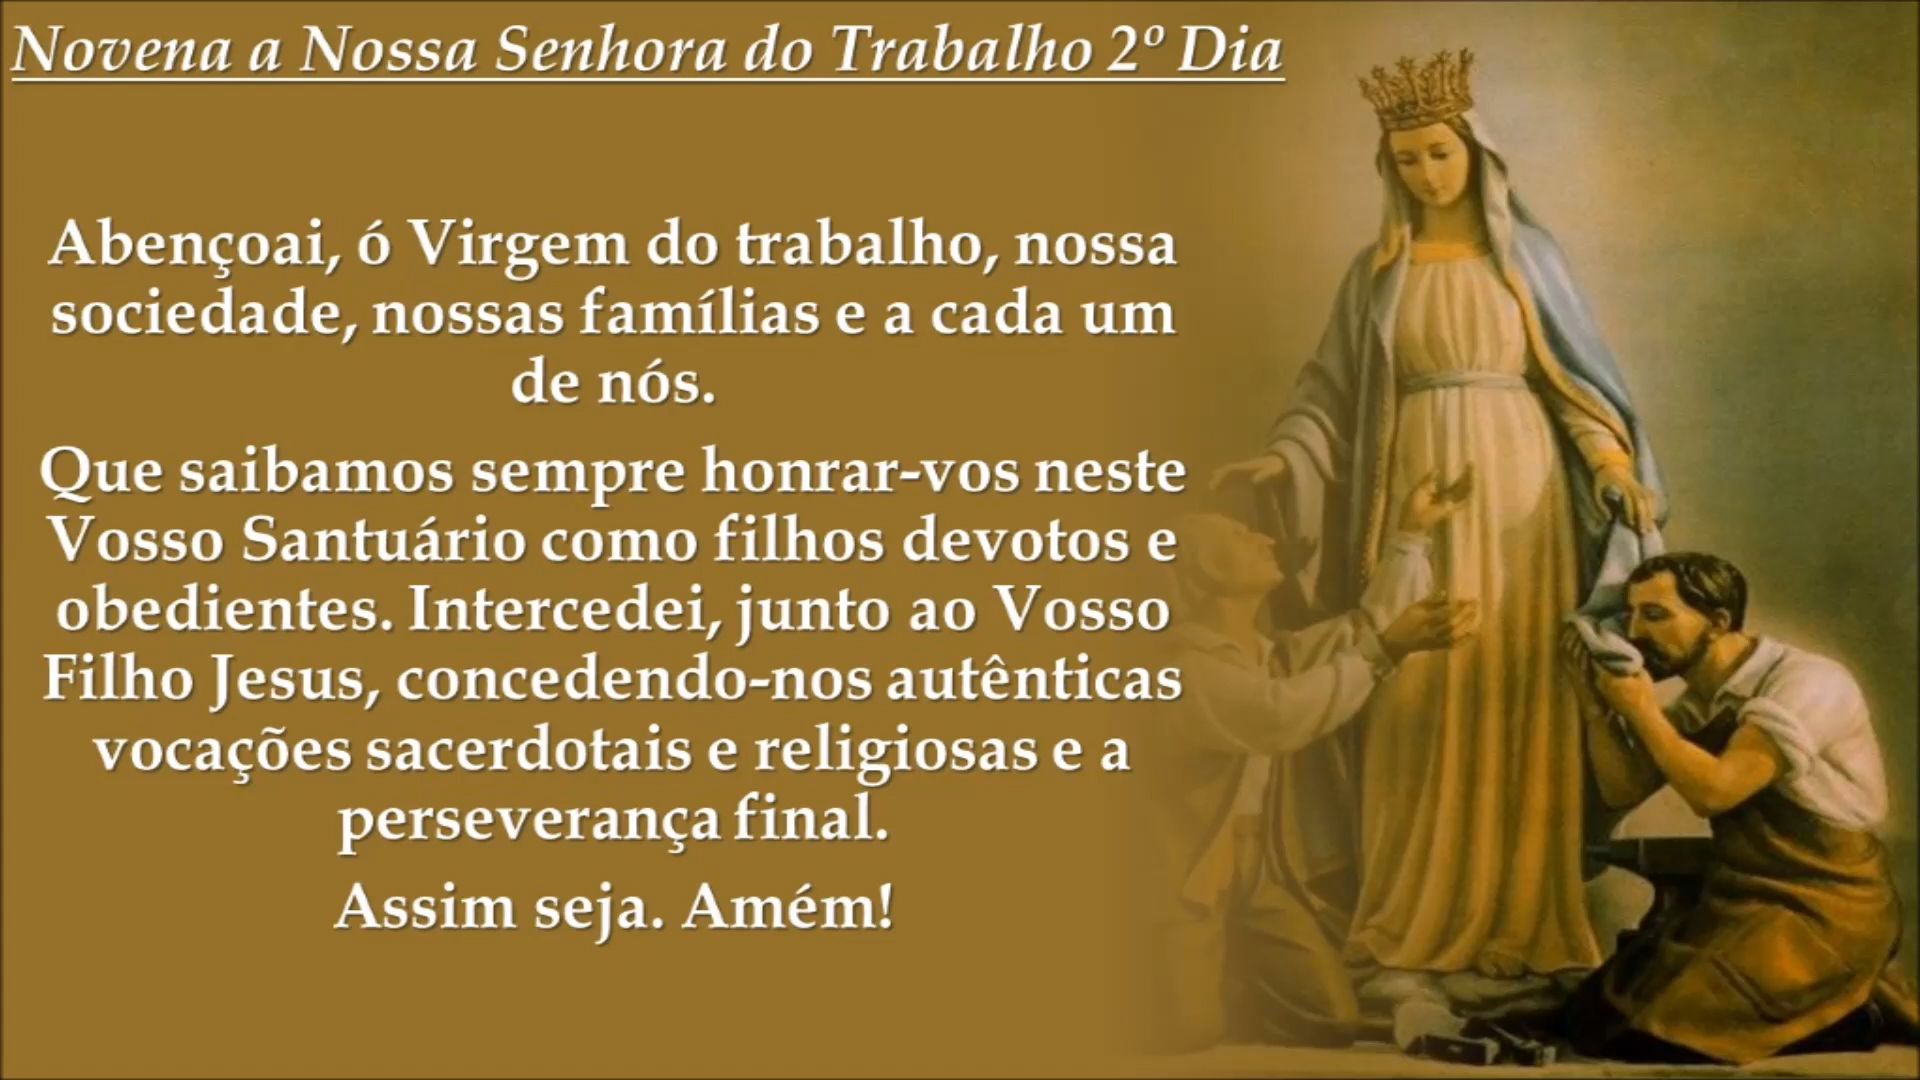 Novena a Nossa Senhora do Trabalho 2º Dia
Abençoai, ó Virgem do trabalho, nossa
sociedade, nossas famílias e a cada um
de nós.
Que saibamos sempre honrar-vos neste
Vosso Santuário como filhos devotos e
obedientes. Intercedei, junto ao Vosso
Filho Jesus, concedendo-nos autênticas
vocações sacerdotais e religiosas e a
perseverança final.
Assim seja. Amém!